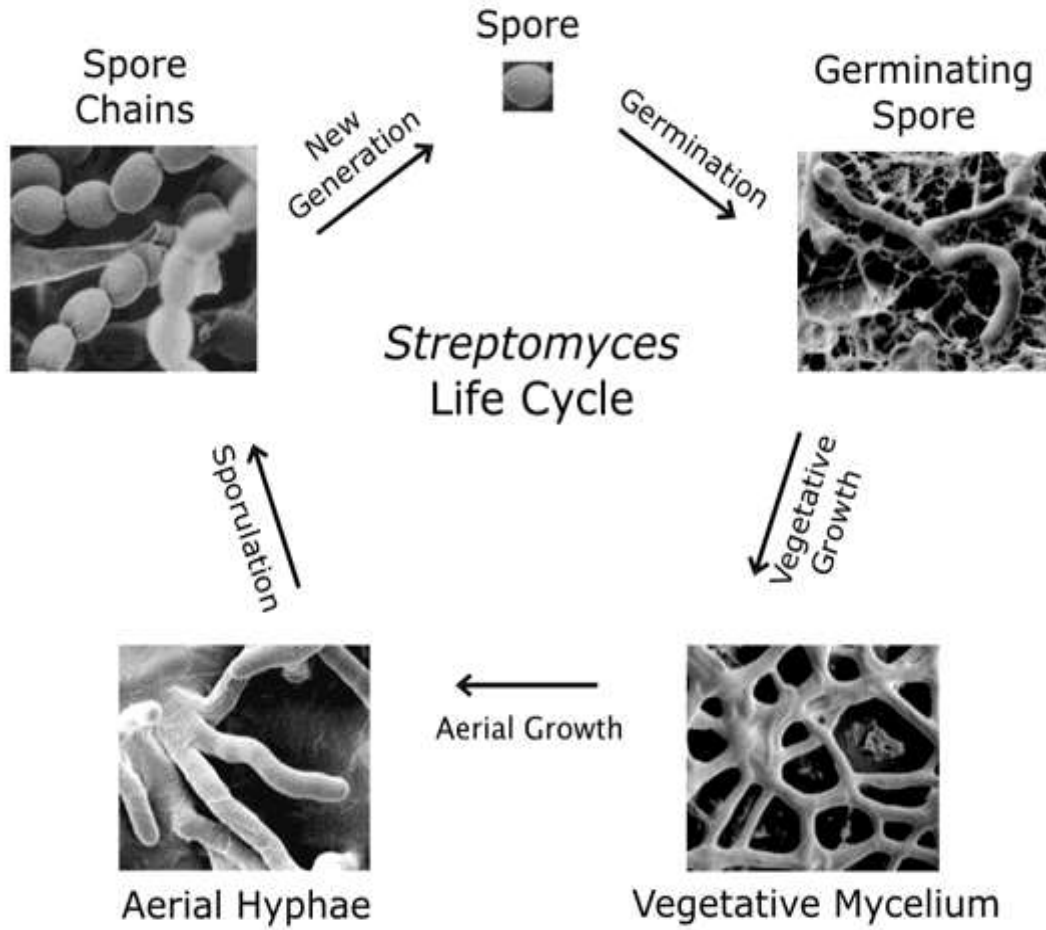 Spore
Germination
Germinating
Spore
Vegetative
Growth
Vegetative Mycelium
Aerial Growth
Aerial Hyphae
Sporulation
Spore
Chains
New
Generation
Streptomyces
Life Cycle